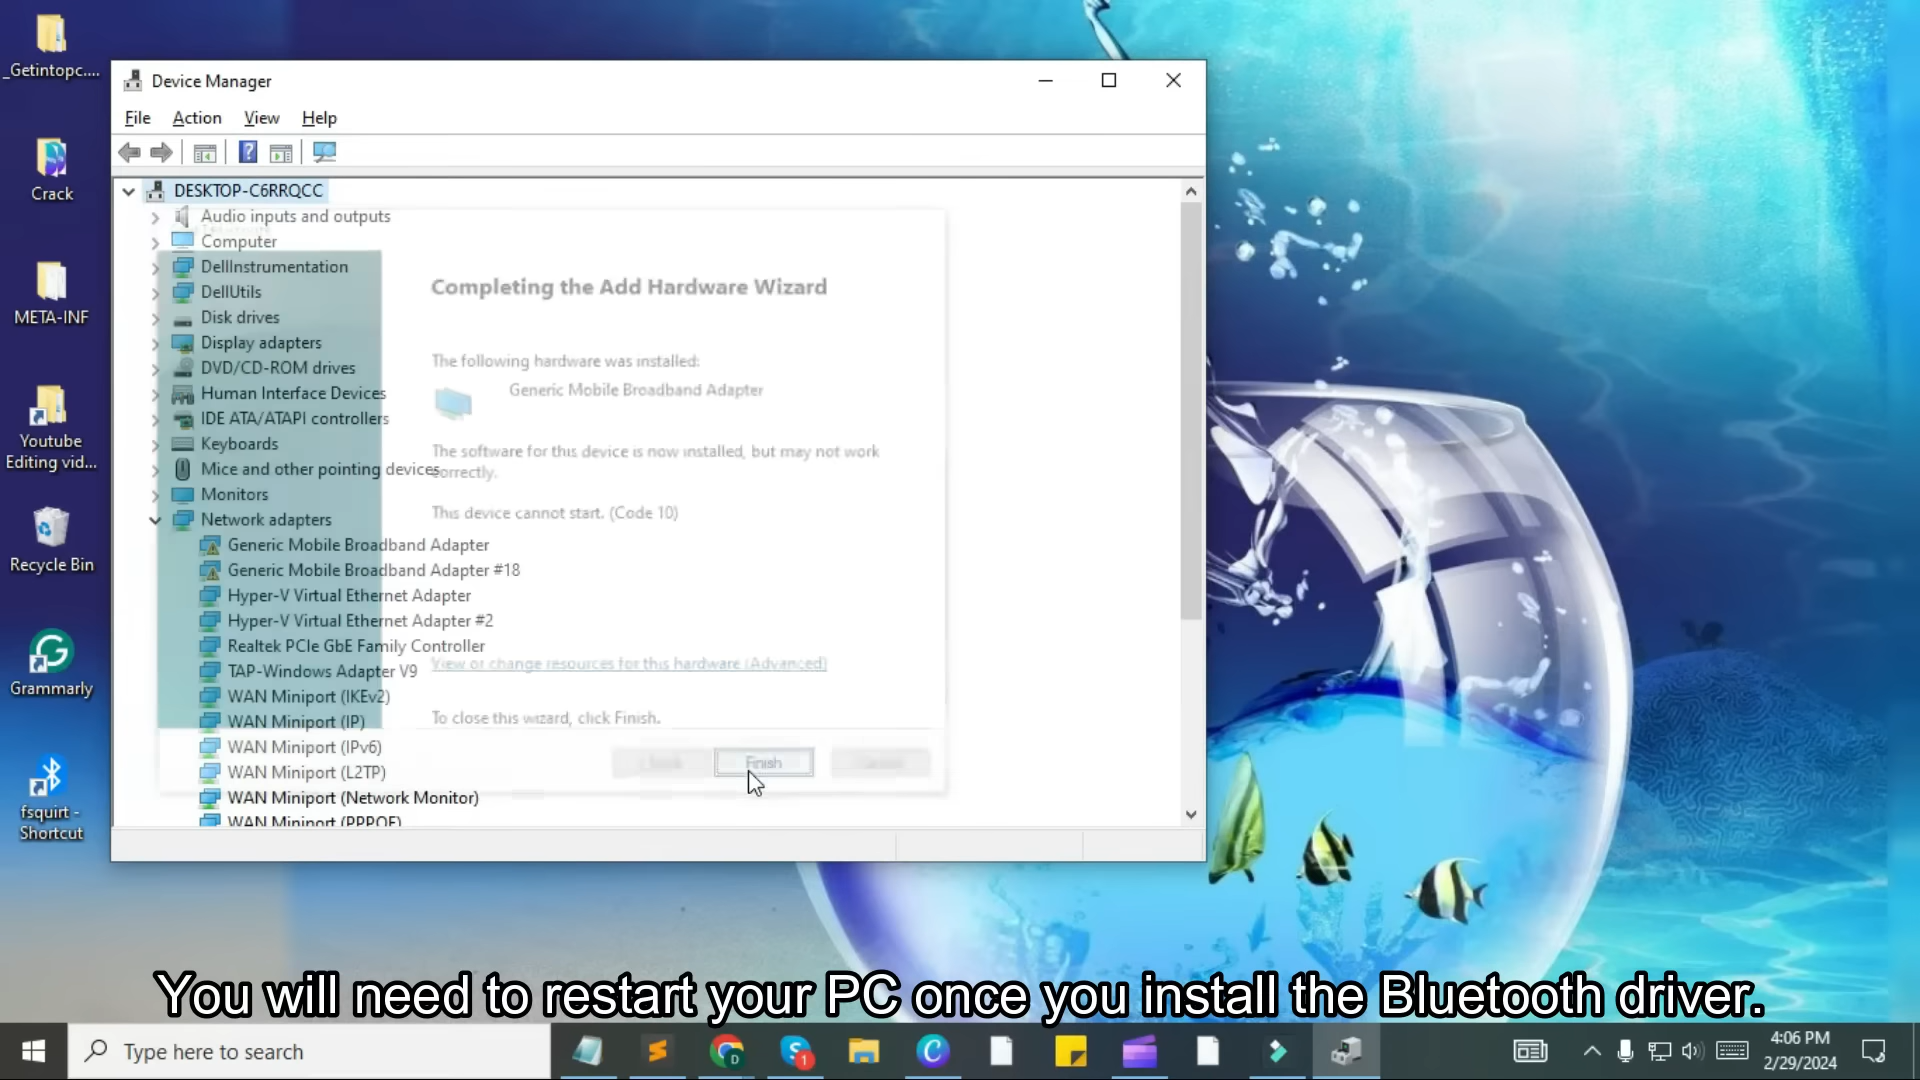 _Getintopc....
Crack
META-INF
Youtube
Editing vid...
Recycle Bin
Grammarly
fsquirt -
Shortcut
Device Manager
File Action View Help
DESKTOP-C6RRQCC
Audio inputs and outputs
Computer
DellInstrumentation
DellUtils
Disk drives
Display adapters
DVD/CD-ROM drives
Human Interface Devices
IDE ATA/ATAPI controllers
Keyboards
Mice and other pointing devices
Monitors
Network adapters
Generic Mobile Broadband Adapter
Generic Mobile Broadband Adapter #18
Hyper-V Virtual Ethernet Adapter
Hyper-V Virtual Ethernet Adapter #2
Realtek PCIe GbE Family Controller
TAP-Windows Adapter V9
WAN Miniport (IKEv2)
WAN Miniport (IP)
WAN Miniport (IPv6)
WAN Miniport (L2TP)
WAN Miniport (Network Monitor)
WAN Miniport (PPPOE)
Completing the Add Hardware Wizard
The following hardware was installed:
Generic Mobile Broadband Adapter
The software for this device is now installed, but may not work
correctly.
This device cannot start. (Code 10)
View or change resources for this hardware (Advanced)
To close this wizard, click Finish.
Finish
You will need to restart your PC once you install the Bluetooth driver.
Type here to search
D
1
4:06 PM
2/29/2024